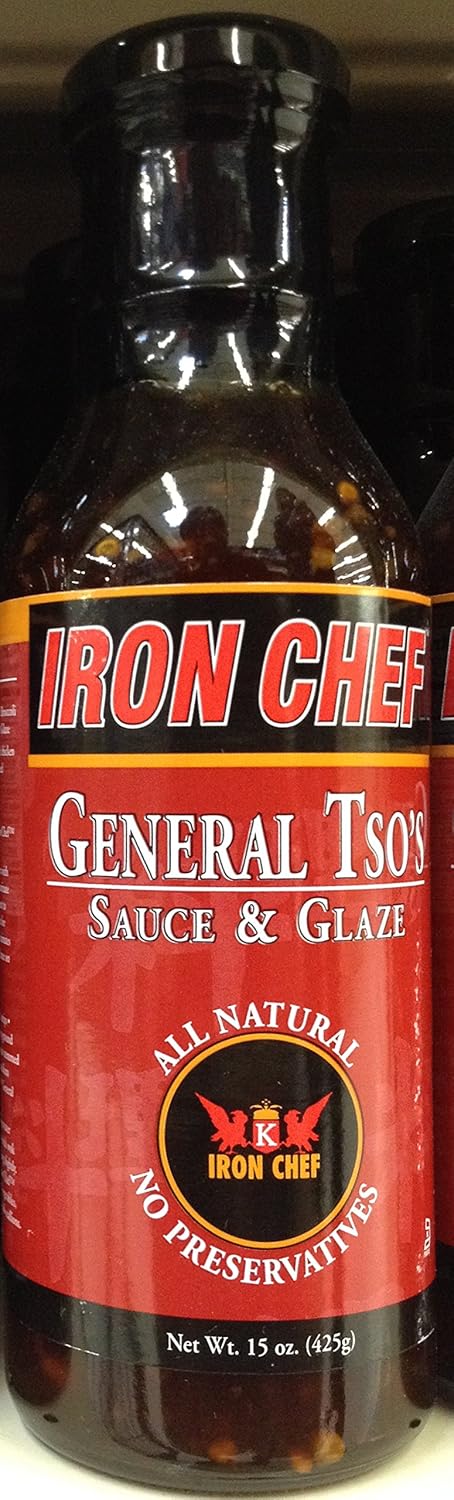 IRON CHEF
GENERAL TSO'S
SAUCE & GLAZE
ALL NATURAL
K
IRON CHEF
NO PRESERVATIVES
Net Wt. 15 oz. (425g)